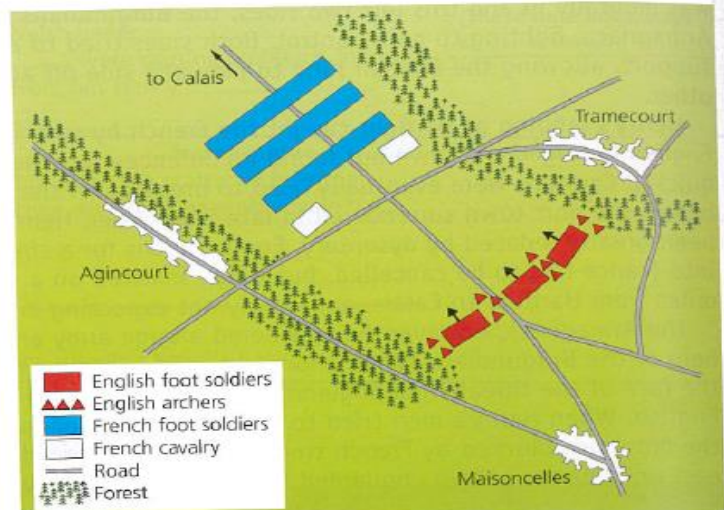 to Calais
Tramecourt
Agincourt
English foot soldiers
English archers
French foot soldiers
French cavalry
Road
Forest
Maisoncelles